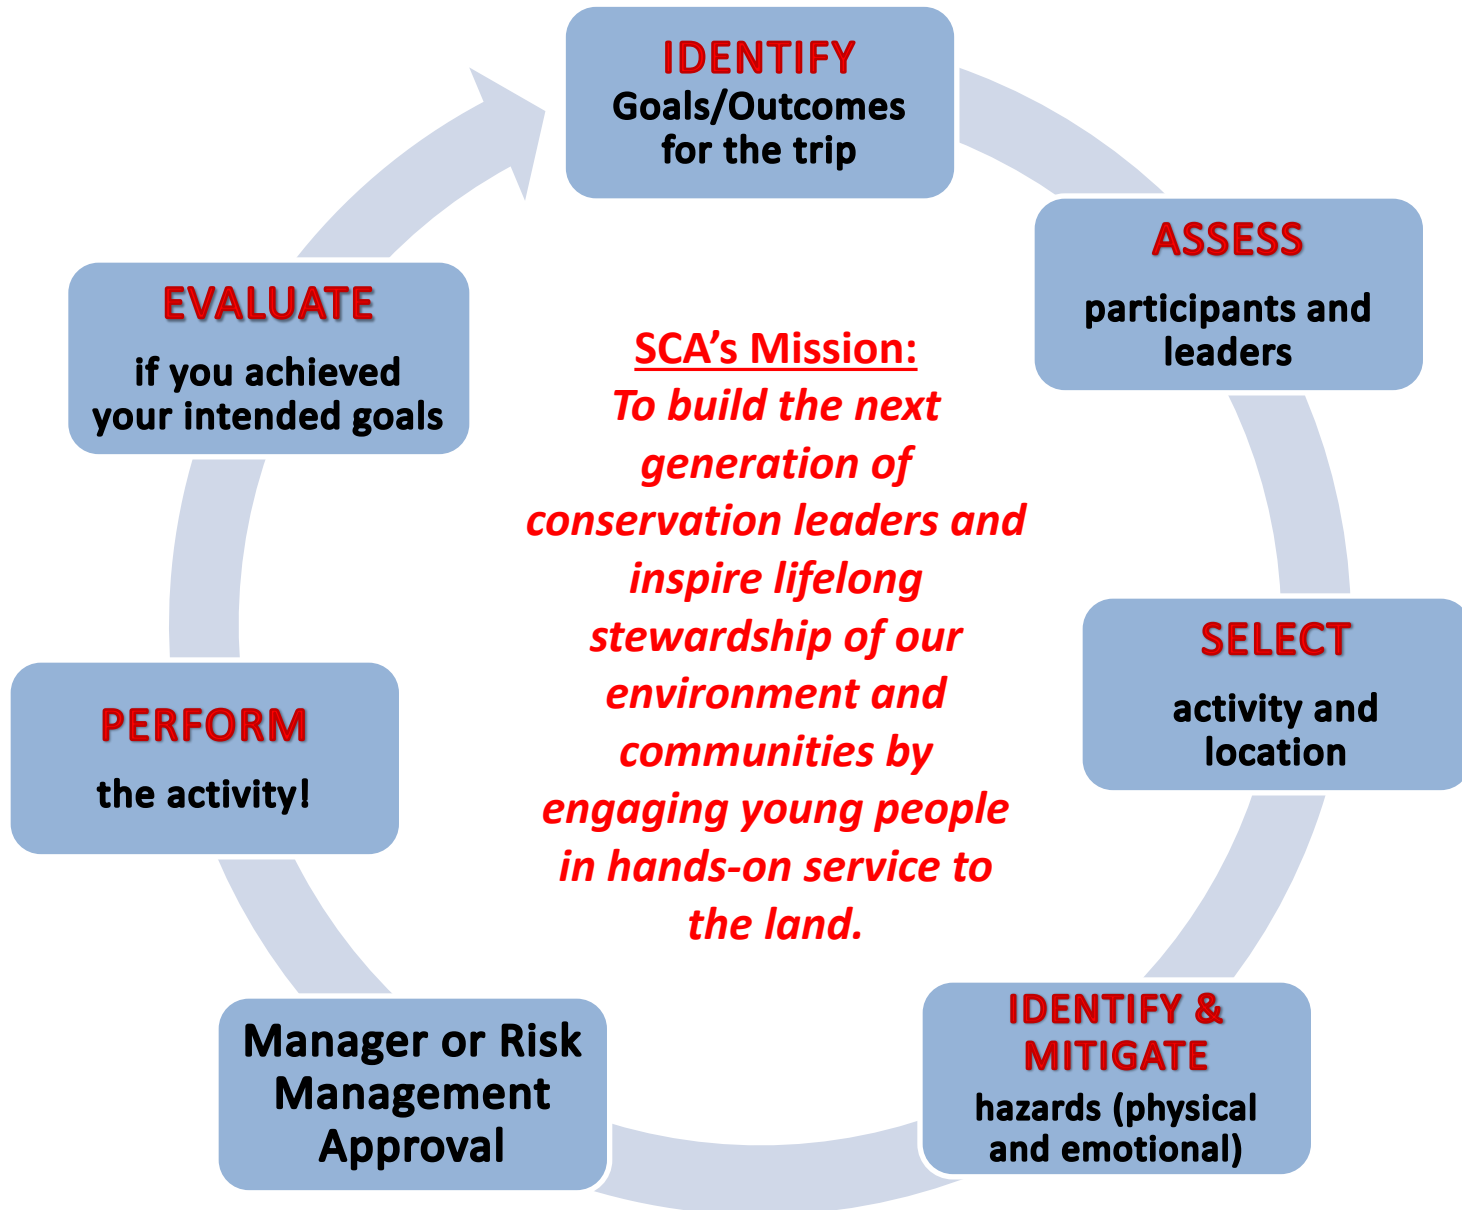 IDENTIFY
Goals/Outcomes
for the trip
ASSESS
participants and
leaders
SELECT
activity and
location
IDENTIFY &
MITIGATE
hazards (physical
and emotional)
Manager or Risk
Management
Approval
PERFORM
the activity!
EVALUATE
if you achieved
your intended goals
SCA’s Mission:
To build the next
generation of
conservation leaders and
inspire lifelong
stewardship of our
environment and
communities by
engaging young people
in hands-on service to
the land.